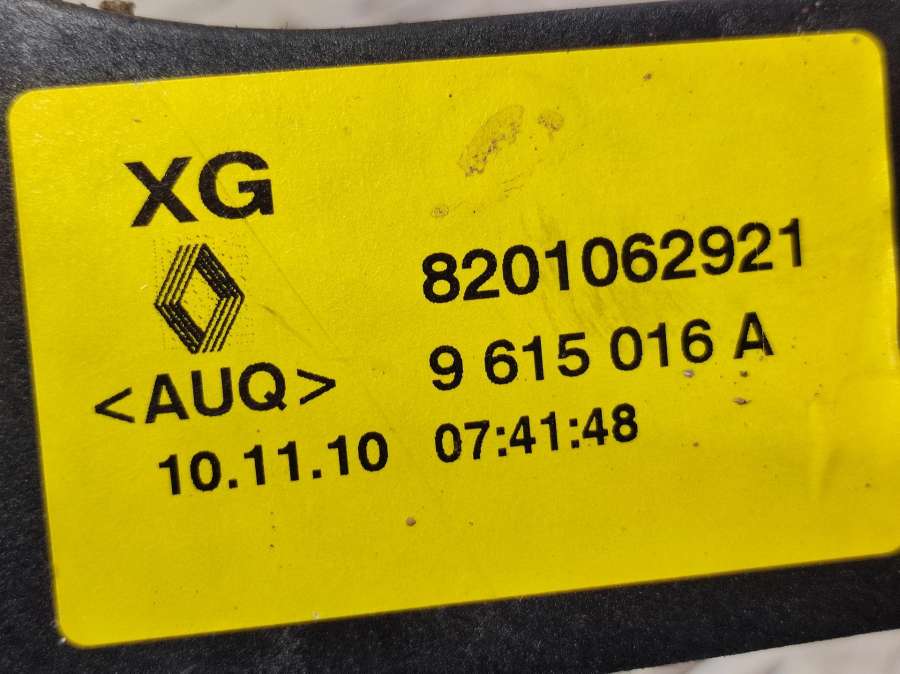 XG
8201062921
9 615 016 A
<AUQ>
10.11.10 07:41:48